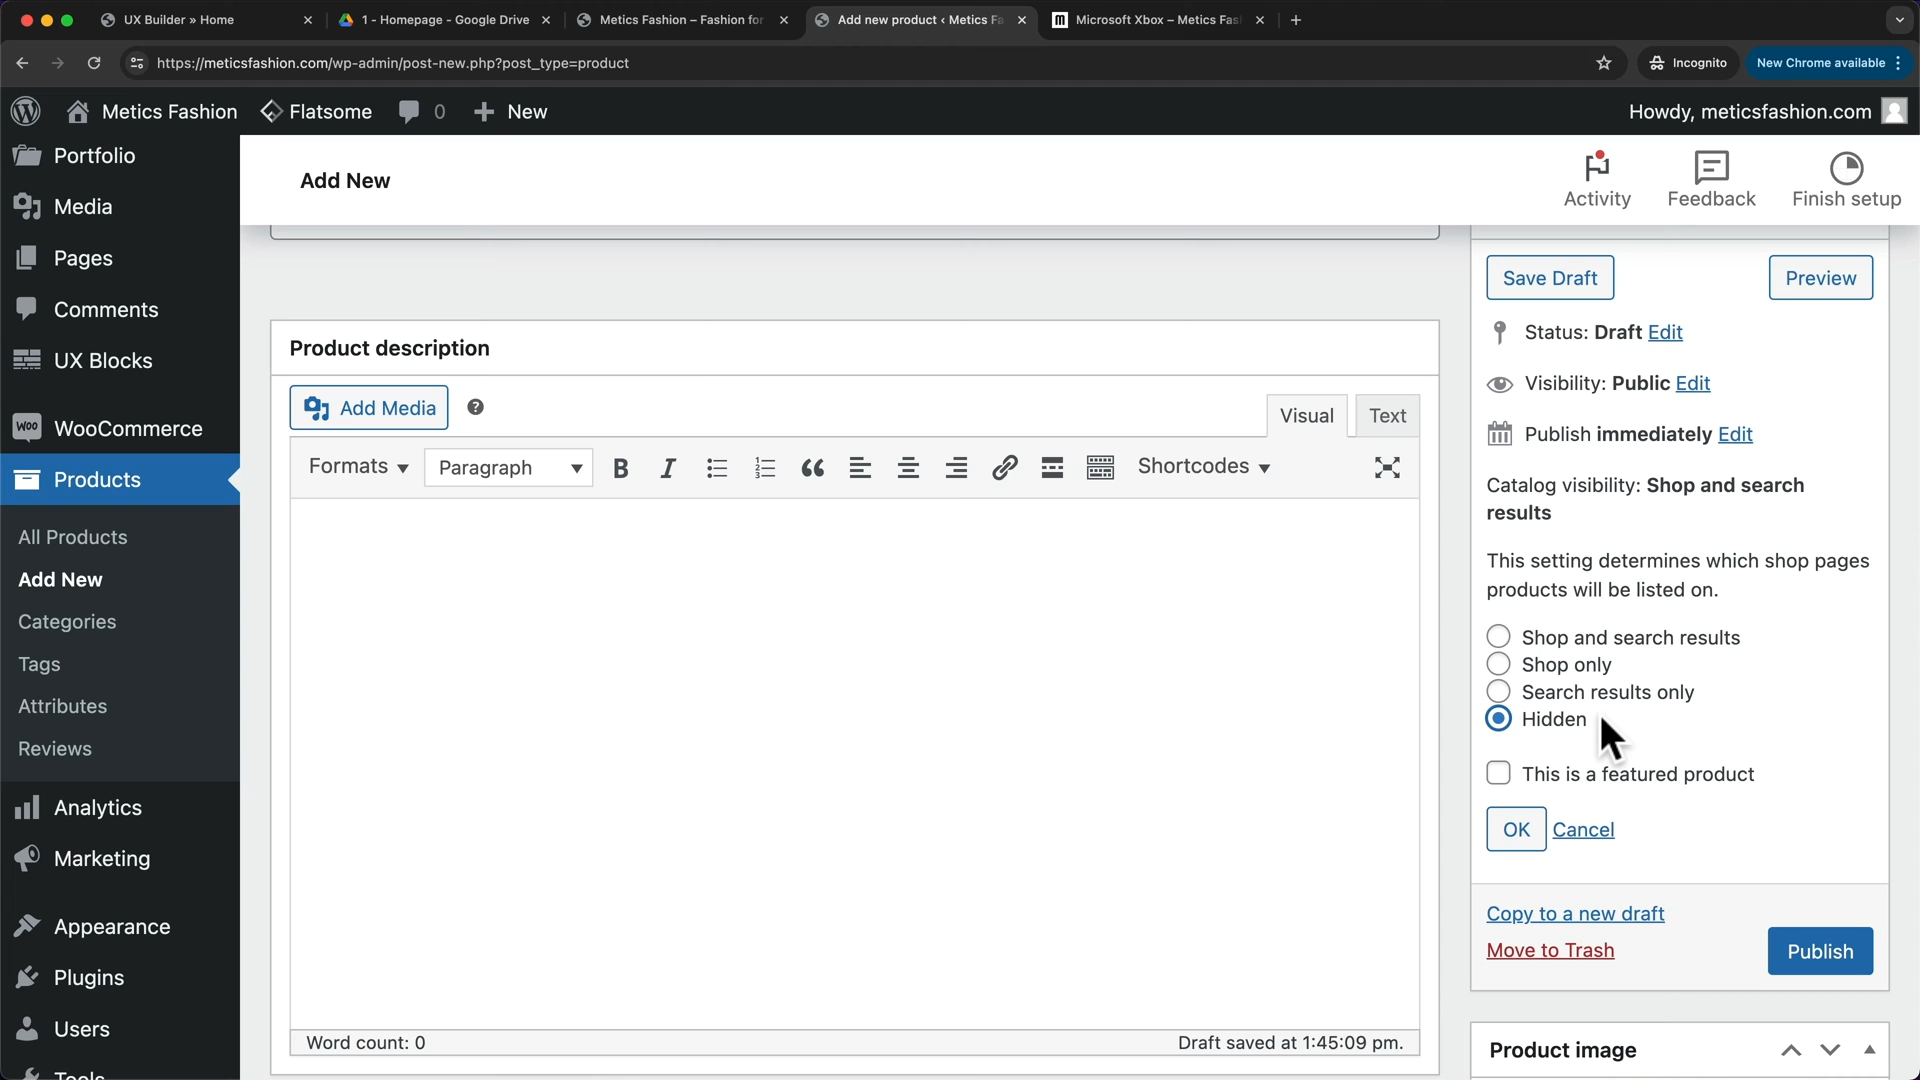 UX Builder » Home
1 - Homepage - Google Drive
Metics Fashion – Fashion for
Add new product ‹ Metics Fa
Microsoft Xbox – Metics Fas
https://meticsfashion.com/wp-admin/post-new.php?post_type=product
Incognito
New Chrome available
Metics Fashion
Flatsome
0
New
Howdy, meticsfashion.com
Portfolio
Media
Pages
Comments
UX Blocks
WooCommerce
Products
All Products
Add New
Categories
Tags
Attributes
Reviews
Analytics
Marketing
Appearance
Plugins
Users
Tools
Add New
Activity
Feedback
Finish setup
Product description
Add Media
Visual
Text
Formats
Paragraph
Shortcodes
Word count: 0
Draft saved at 1:45:09 pm.
Save Draft
Preview
Status: Draft Edit
Visibility: Public Edit
Publish immediately Edit
Catalog visibility: Shop and search
results
This setting determines which shop pages
products will be listed on.
Shop and search results
Shop only
Search results only
Hidden
This is a featured product
OK
Cancel
Copy to a new draft
Move to Trash
Publish
Product image